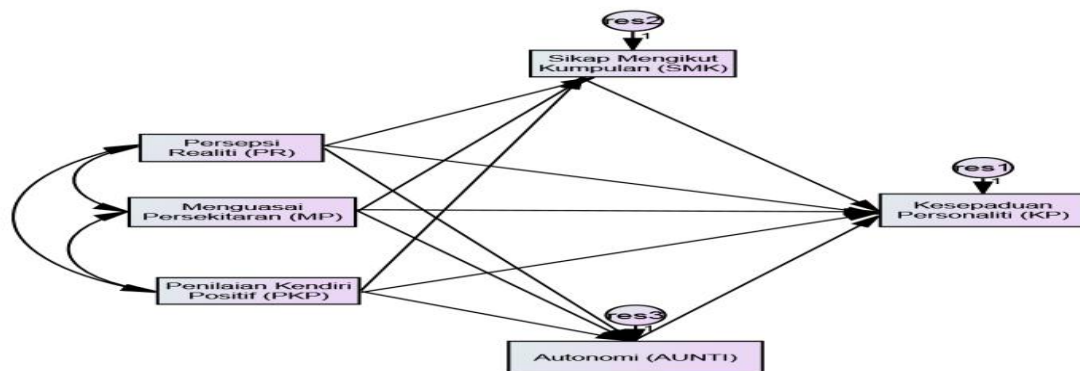 res2
1
Sikap Mengikut
Kumpulan (SMK)
Persepsi
Realiti (PR)
res1
1
Menguasai
Persekitaran (MP)
Kesepaduan
Personaliti (KP)
Penilaian Kendiri
Positif (PKP)
res3
1
Autonomi (AUNTI)